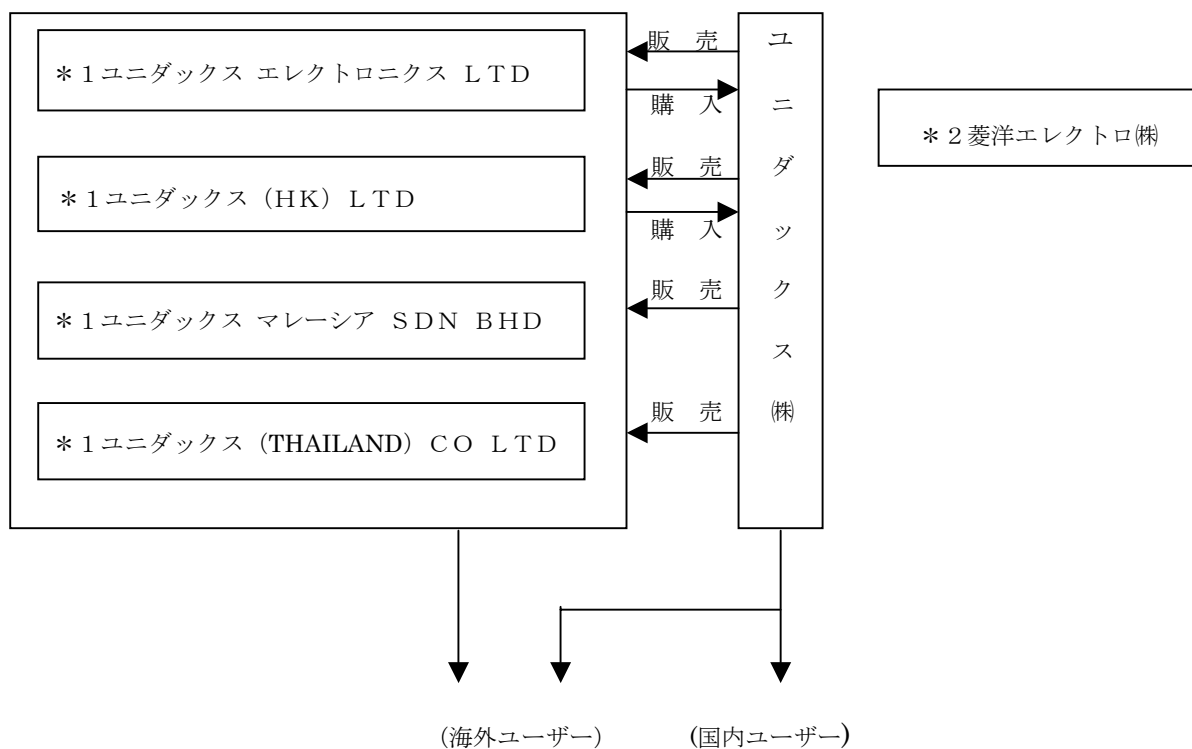 *1ユニダックス エレクトロニクス LTD
販 売
購 入
*1ユニダックス(HK)LTD
販 売
購 入
*1ユニダックス マレーシア SDN BHD
販 売
*1ユニダックス(THAILAND)CO LTD
販 売
ユニダックス㈱
*2菱洋エレクトロ㈱
(海外ユーザー)
(国内ユーザー)